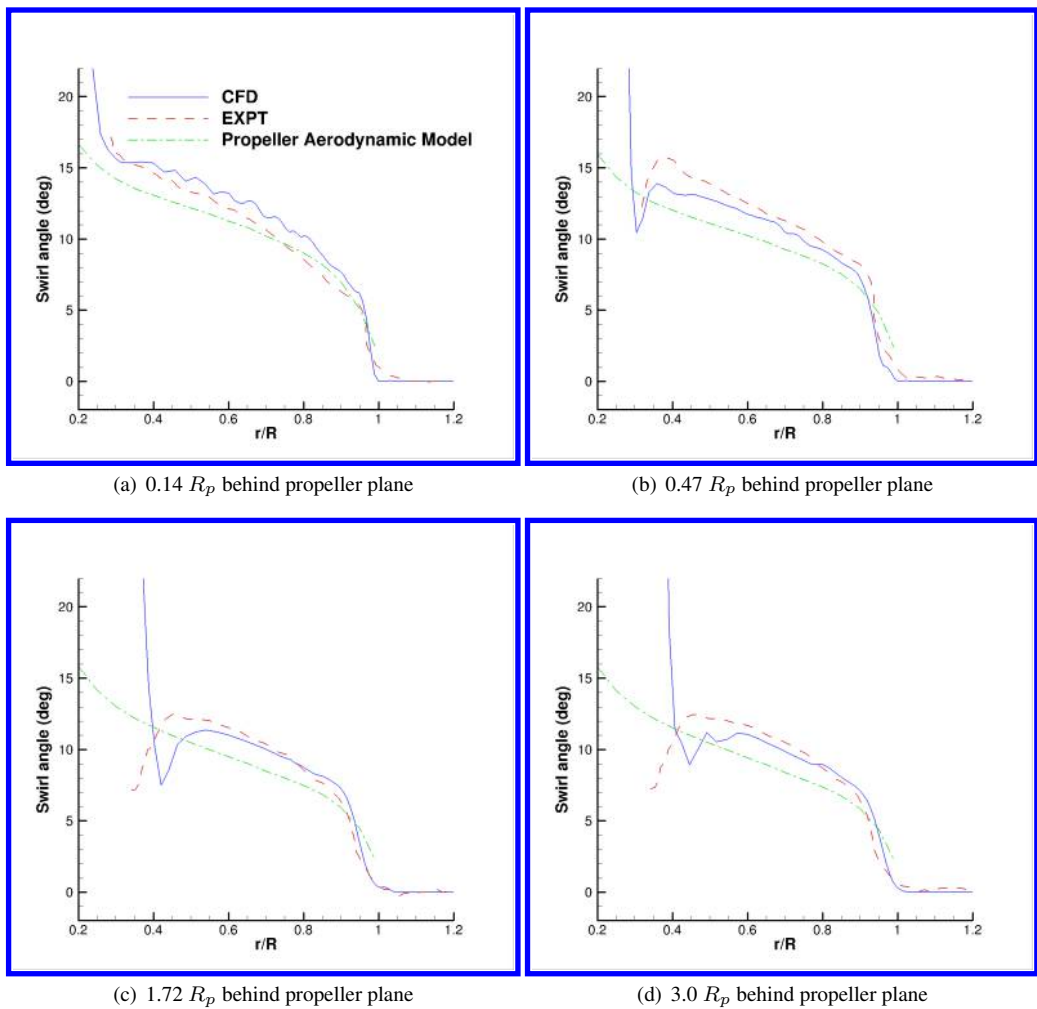 20
15
10
5
0
Swirl angle (deg)
CFD
EXPT
Propeller Aerodynamic Model
0.2 0.4 0.6 0.8 1 1.2
r/R
(a) 0.14 R_p behind propeller plane
20
15
10
5
0
Swirl angle (deg)
0.2 0.4 0.6 0.8 1 1.2
r/R
(b) 0.47 R_p behind propeller plane
20
15
10
5
0
Swirl angle (deg)
0.2 0.4 0.6 0.8 1 1.2
r/R
(c) 1.72 R_p behind propeller plane
20
15
10
5
0
Swirl angle (deg)
0.2 0.4 0.6 0.8 1 1.2
r/R
(d) 3.0 R_p behind propeller plane